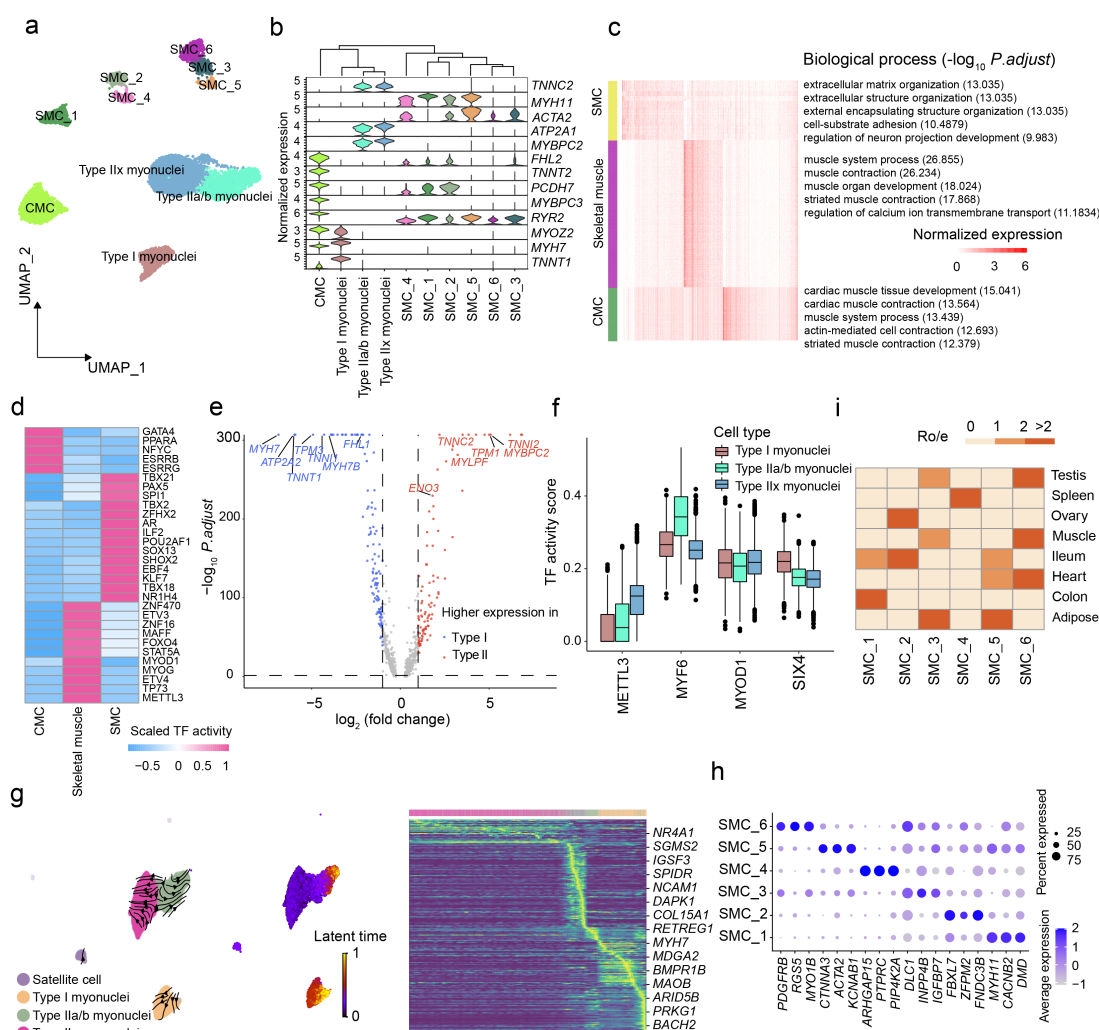 a
SMC_6
SMC_3
SMC_2
SMC_5
SMC_4
SMC_1
Type IIx myonuclei
Type IIa/b myonuclei
CMC
Type I myonuclei
UMAP_2
UMAP_1
b
Normalized expression
5 TNNC2
5 MYH11
5 ACTA2
4 ATP2A1
4 MYBPC2
4 FHL2
5 TNNT2
5 PCDH7
4 MYBPC3
6 RYR2
3 MYOZ2
5 MYH7
5 TNNT1
CMC
Type I myonuclei
Type IIa/b myonuclei
Type IIx myonuclei
SMC_4
SMC_1
SMC_2
SMC_5
SMC_6
SMC_3
c
Biological process (-log10 P.adjust)
SMC
extracellular matrix organization (13.035)
extracellular structure organization (13.035)
external encapsulating structure organization (13.035)
cell-substrate adhesion (10.4879)
regulation of neuron projection development (9.983)
Skeletal muscle
muscle system process (26.855)
muscle contraction (26.234)
muscle organ development (18.024)
striated muscle contraction (17.868)
regulation of calcium ion transmembrane transport (11.1834)
Normalized expression
0 3 6
CMC
cardiac muscle tissue development (15.041)
cardiac muscle contraction (13.564)
muscle system process (13.439)
actin-mediated cell contraction (12.693)
striated muscle contraction (12.379)
d
GATA4
PPARA
NFYC
ESRRB
ESRRG
TBX21
PAX5
SPI1
TBX2
ZFHX2
AR
ILF2
POU2AF1
SOX13
SHOX2
EBF4
KLF7
TBX18
NR1H4
ZNF470
ETV3
ZNF16
MAFF
FOXO4
STAT5A
MYOD1
MYOG
ETV4
TP73
METTL3
CMC
Skeletal muscle
SMC
Scaled TF activity
−0.5 0 0.5 1
e
−log10 P.adjust
300
200
100
0
MYH7
ATP2A2
TNNT1
TPM3
TNNI1
MYH7B
FHL1
TNNC2
TPM1
TNNI2
MYBPC2
MYLPF
ENO3
Higher expression in
Type I
Type II
−5 0 5
log2 (fold change)
f
Cell type
Type I myonuclei
Type IIa/b myonuclei
Type IIx myonuclei
TF activity score
0.4
0.2
0.0
METTL3
MYF6
MYOD1
SIX4
i
Ro/e
0 1 2 >2
Testis
Spleen
Ovary
Muscle
Ileum
Heart
Colon
Adipose
SMC_1
SMC_2
SMC_3
SMC_4
SMC_5
SMC_6
g
Satellite cell
Type I myonuclei
Type IIa/b myonuclei
Latent time
1
0
NR4A1
SGMS2
IGSF3
SPIDR
NCAM1
DAPK1
COL15A1
RETREG1
MYH7
MDGA2
BMPR1B
MAOB
ARID5B
PRKG1
BACH2
h
SMC_6
SMC_5
SMC_4
SMC_3
SMC_2
SMC_1
PDGFRB
RGS5
MYO1B
CTNNA3
ACTA2
KCNAB1
ARHGAP15
PTPRC
PIP4K2A
DLC1
INPP4B
IGFBP7
FBXL7
ZFPM2
FNDC3B
MYH11
CACNB2
DMD
Percent expressed
25
50
75
Average expression
2
1
0
−1